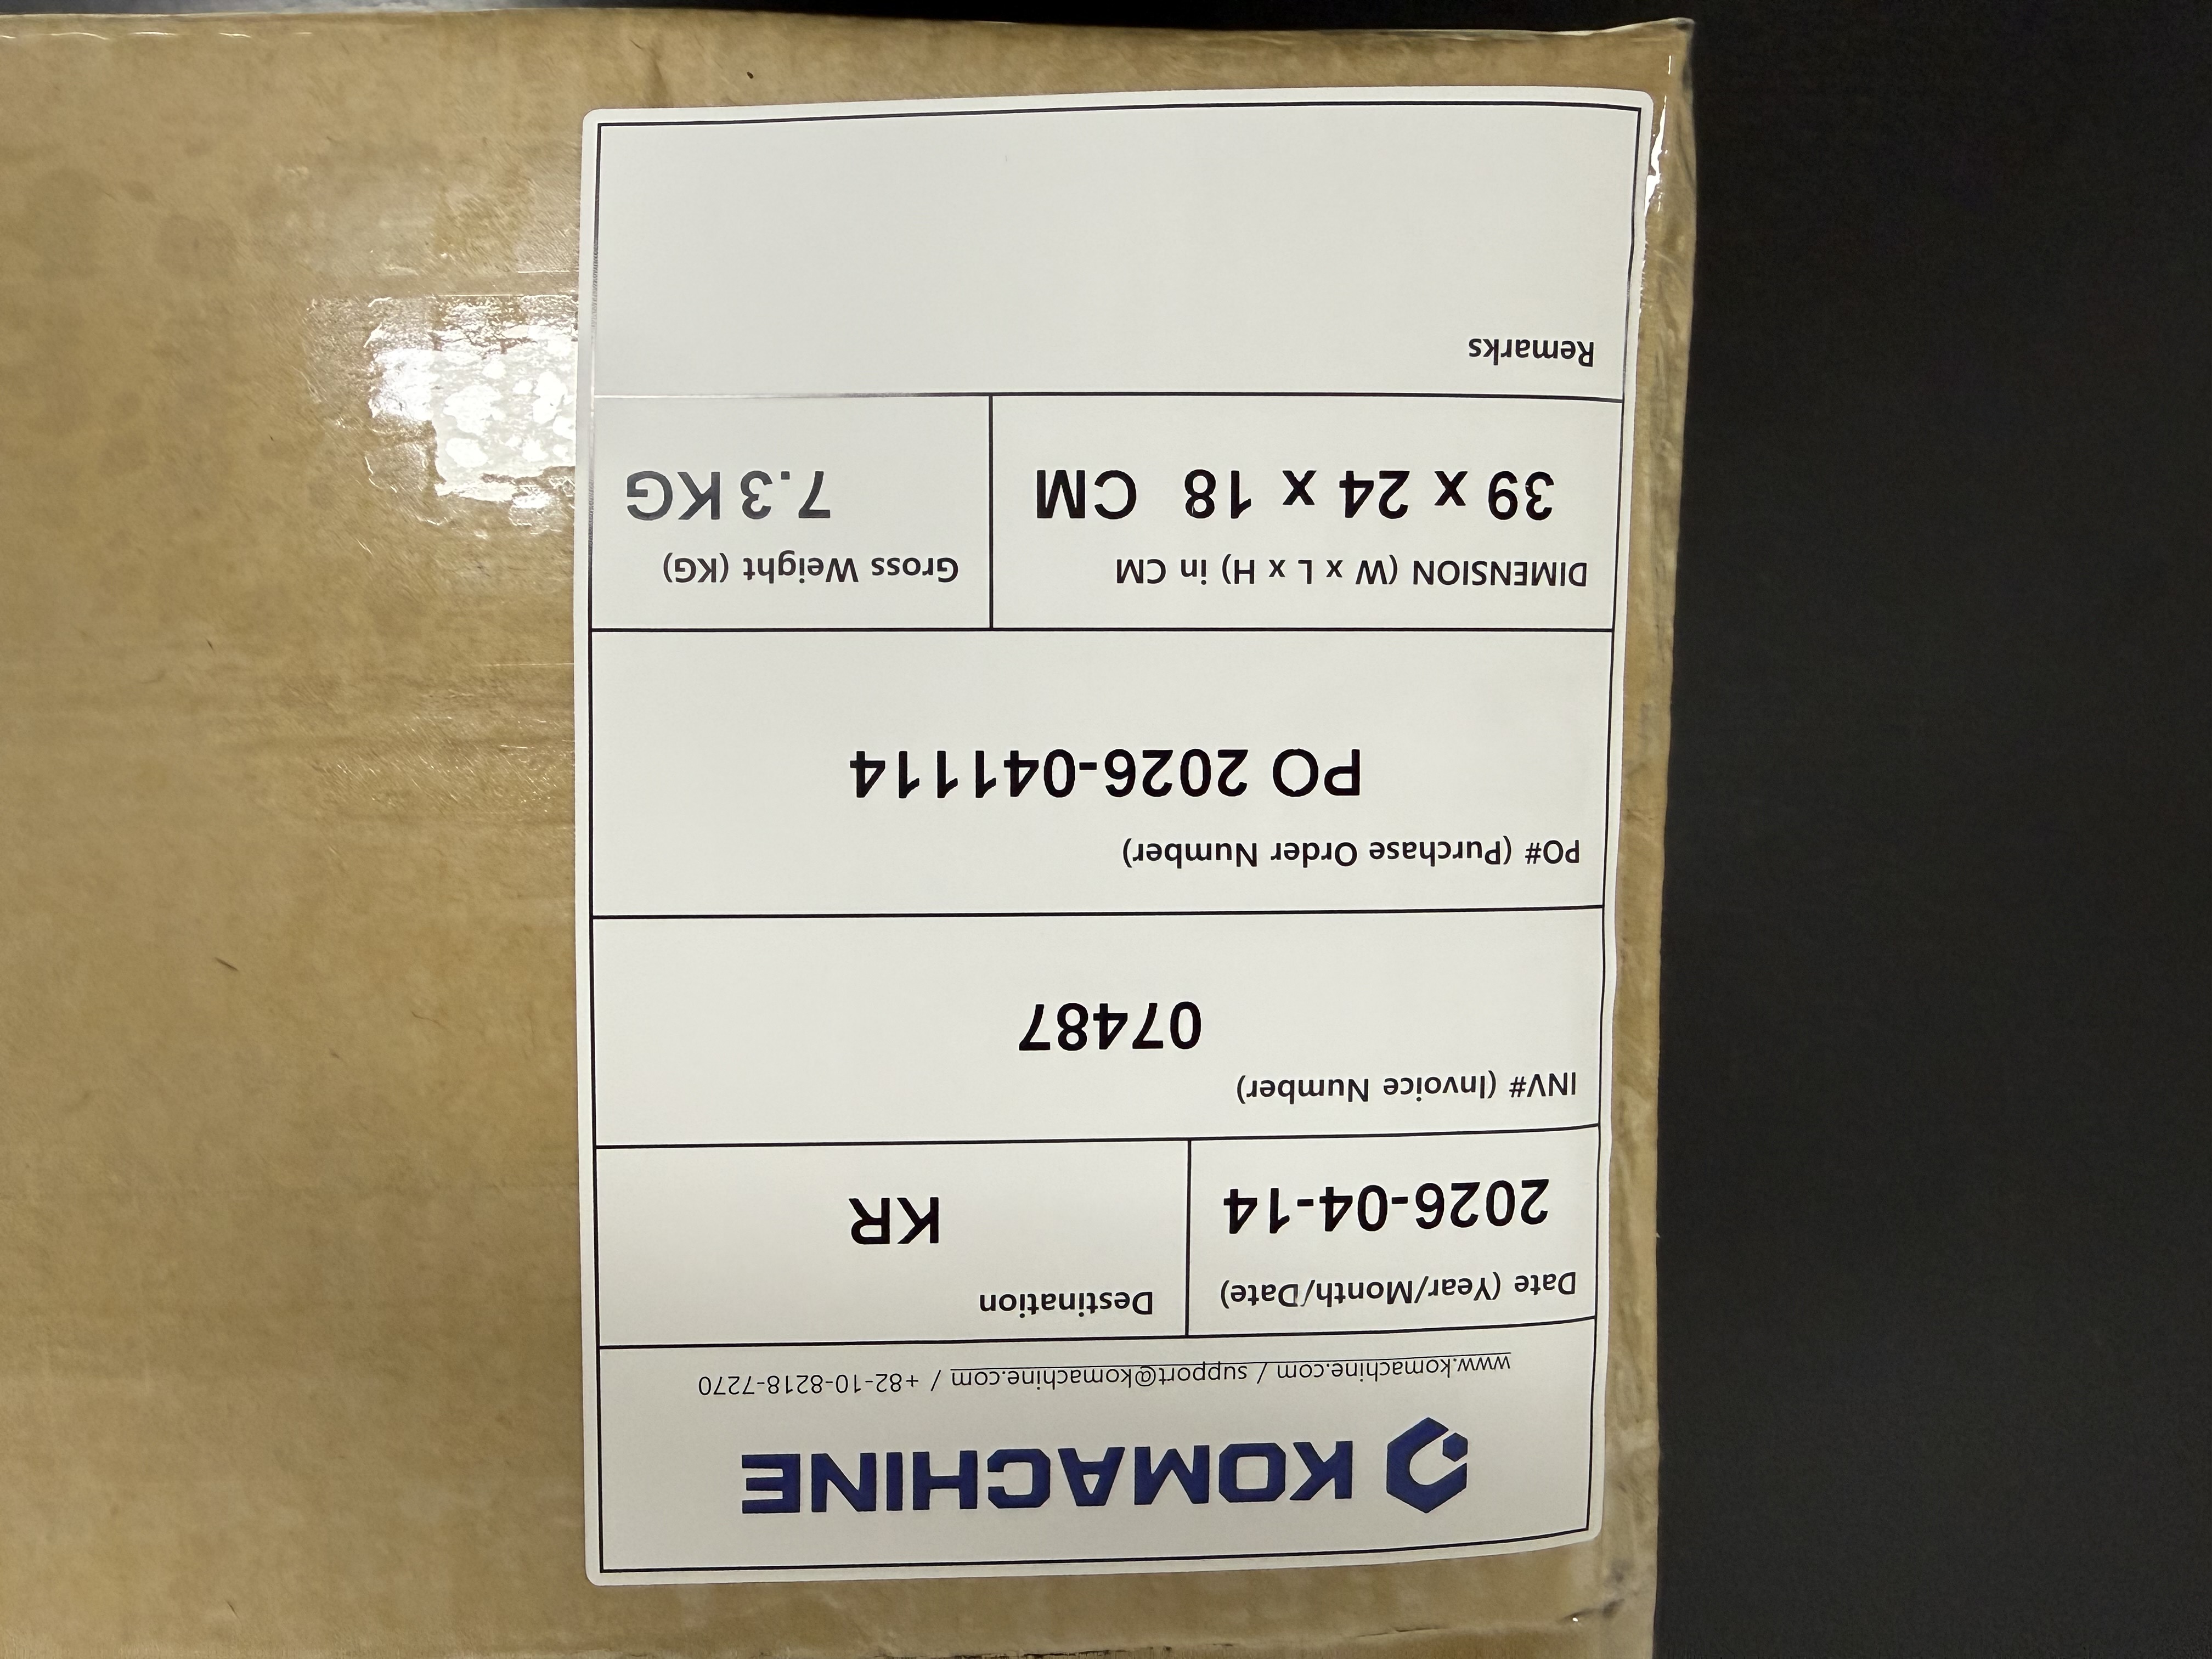 KOMACHINE
www.komachine.com / support@komachine.com / +82-10-8218-7270
Date (Year/Month/Date)
2026-04-14
Destination
KR
INV# (Invoice Number)
07487
PO# (Purchase Order Number)
PO 2026-041114
DIMENSION (W x L x H) in CM
39 x 24 x 18 CM
Gross Weight (KG)
7.3 KG
Remarks